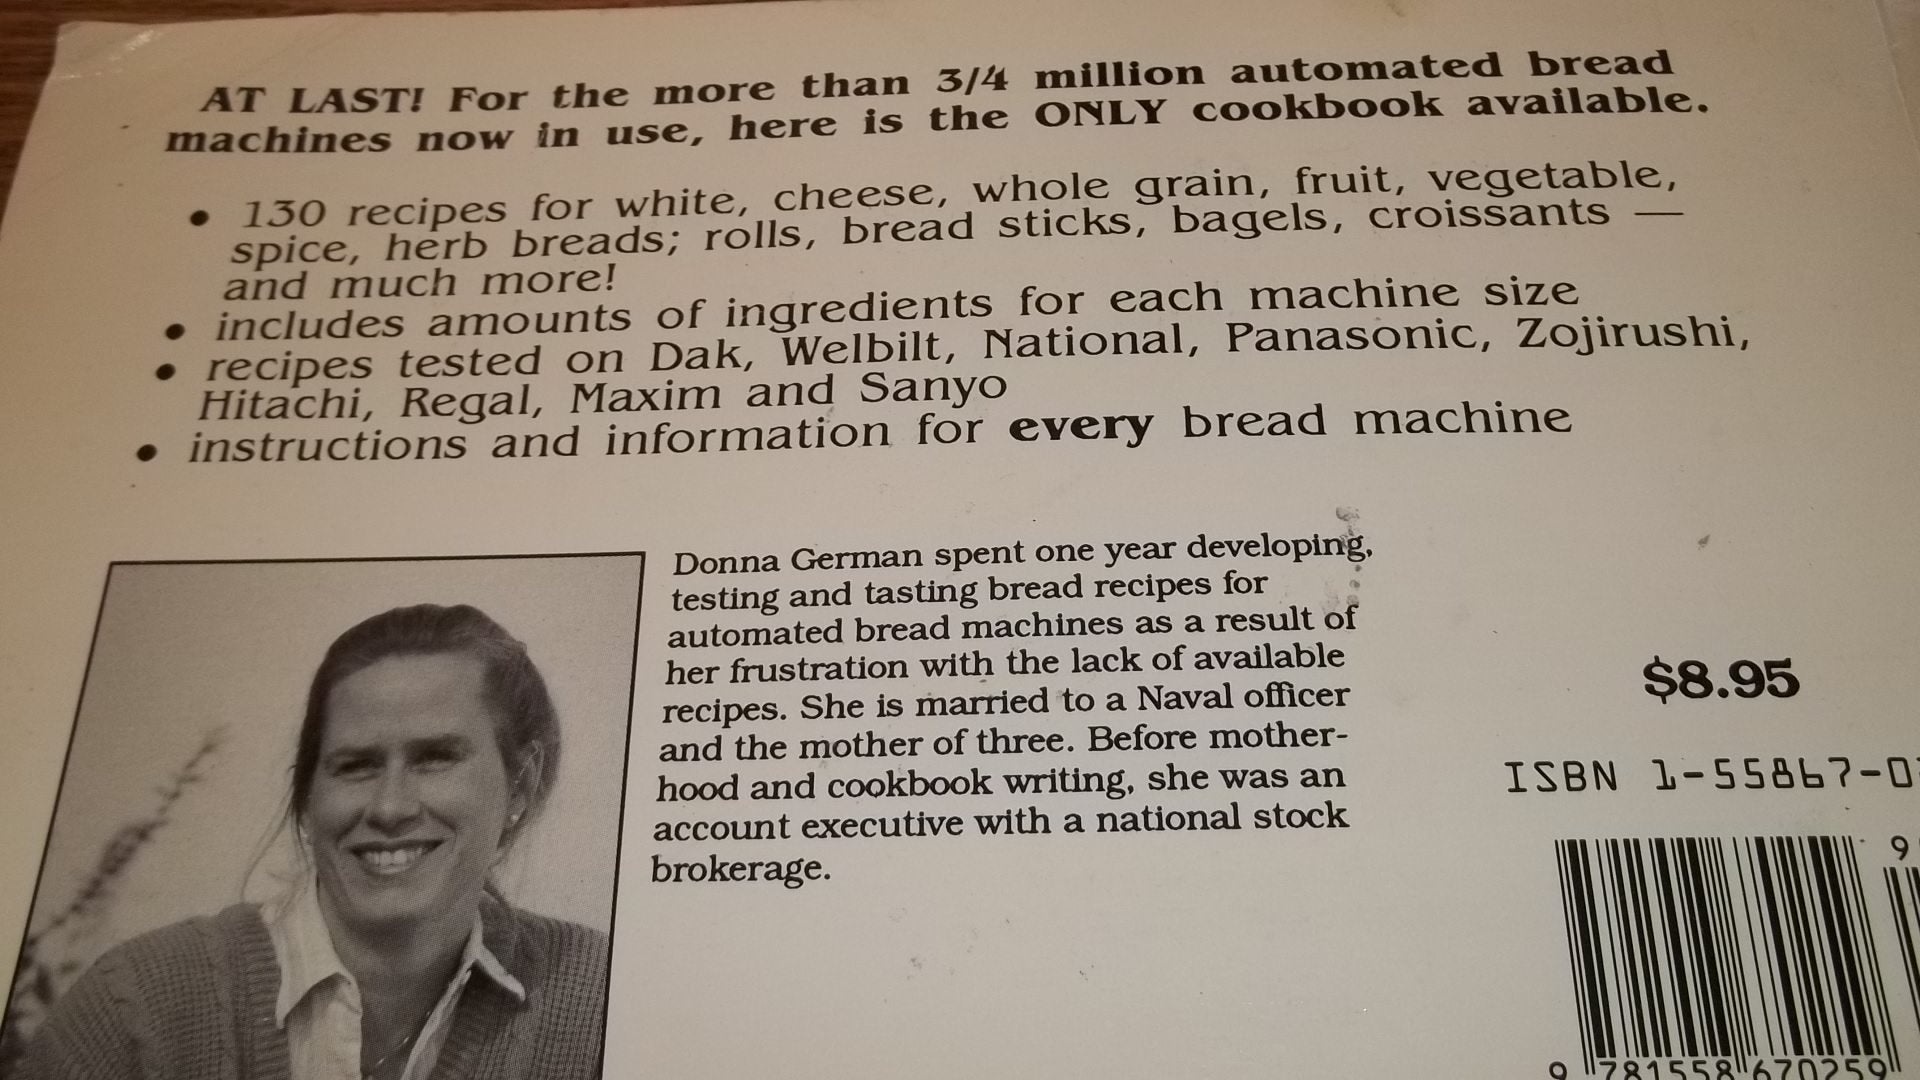 AT LAST! For the more than 3/4 million automated bread
machines now in use, here is the ONLY cookbook available.
• 130 recipes for white, cheese, whole grain, fruit, vegetable,
spice, herb breads; rolls, bread sticks, bagels, croissants —
and much more!
• includes amounts of ingredients for each machine size
• recipes tested on Dak, Welbilt, National, Panasonic, Zojirushi,
Hitachi, Regal, Maxim and Sanyo
• instructions and information for every bread machine
Donna German spent one year developing,
testing and tasting bread recipes for
automated bread machines as a result of
her frustration with the lack of available
recipes. She is married to a Naval officer
and the mother of three. Before mother-
hood and cookbook writing, she was an
account executive with a national stock
brokerage.
$8.95
ISBN 1-55867-0
9
9 781558 670259